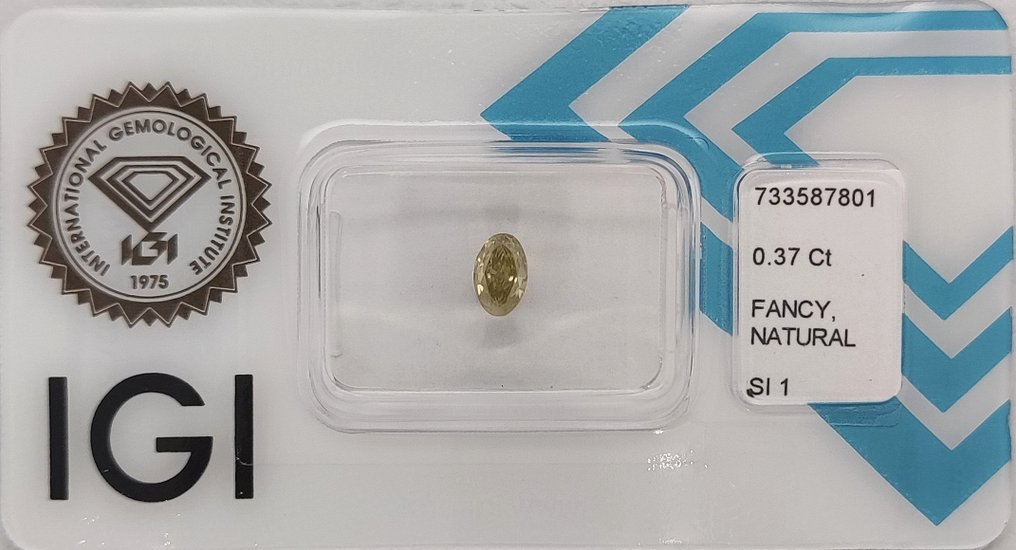 INTERNATIONAL GEMOLOGICAL INSTITUTE
IGI
1975
IGI
733587801
0.37 Ct
FANCY,
NATURAL
SI 1